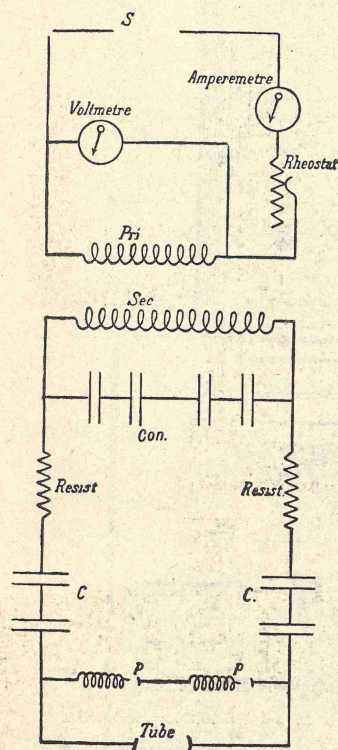 S
Amperemetre
Voltmetre
Rheostat
Pri
Sec
Con.
Resist
Resist.
C
C.
P
P
Tube